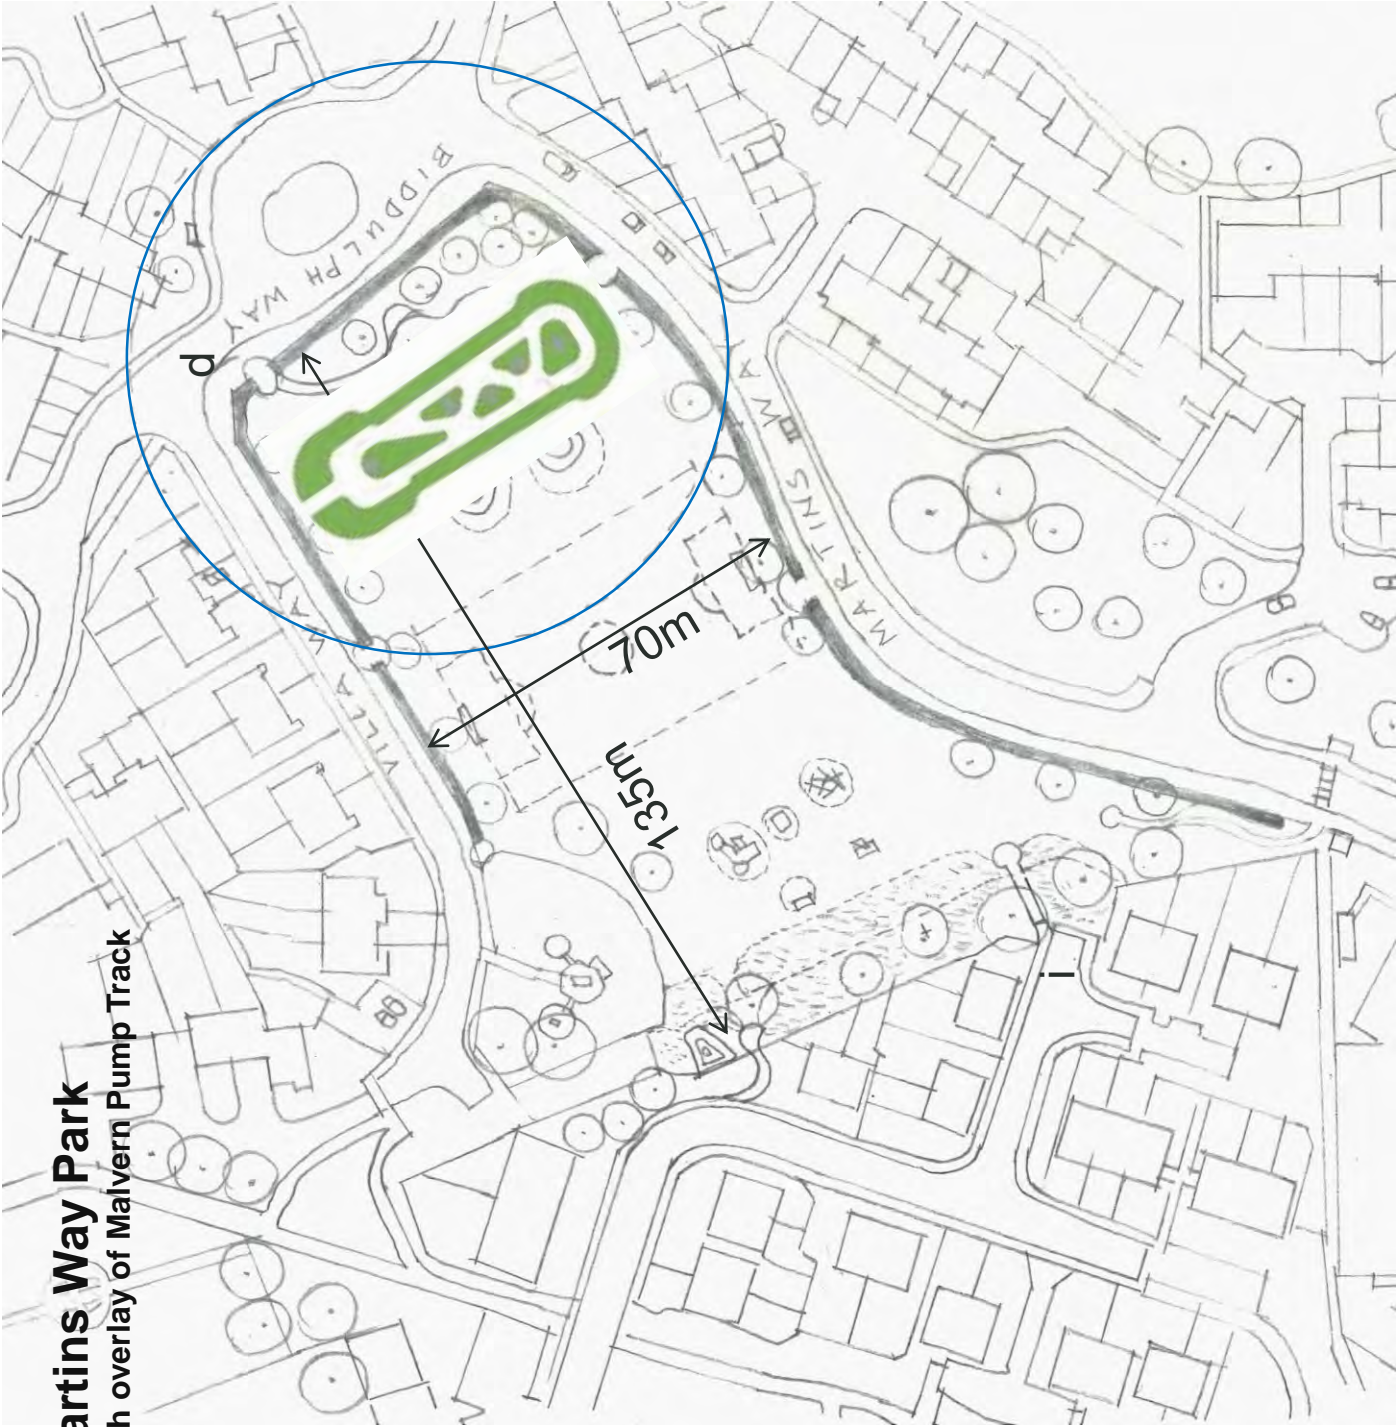 artins Way Park
h overlay of Malvern Pump Track
BIDDULPH WAY
d
VILLA WAY
MARTINS WAY
70m
135m
i